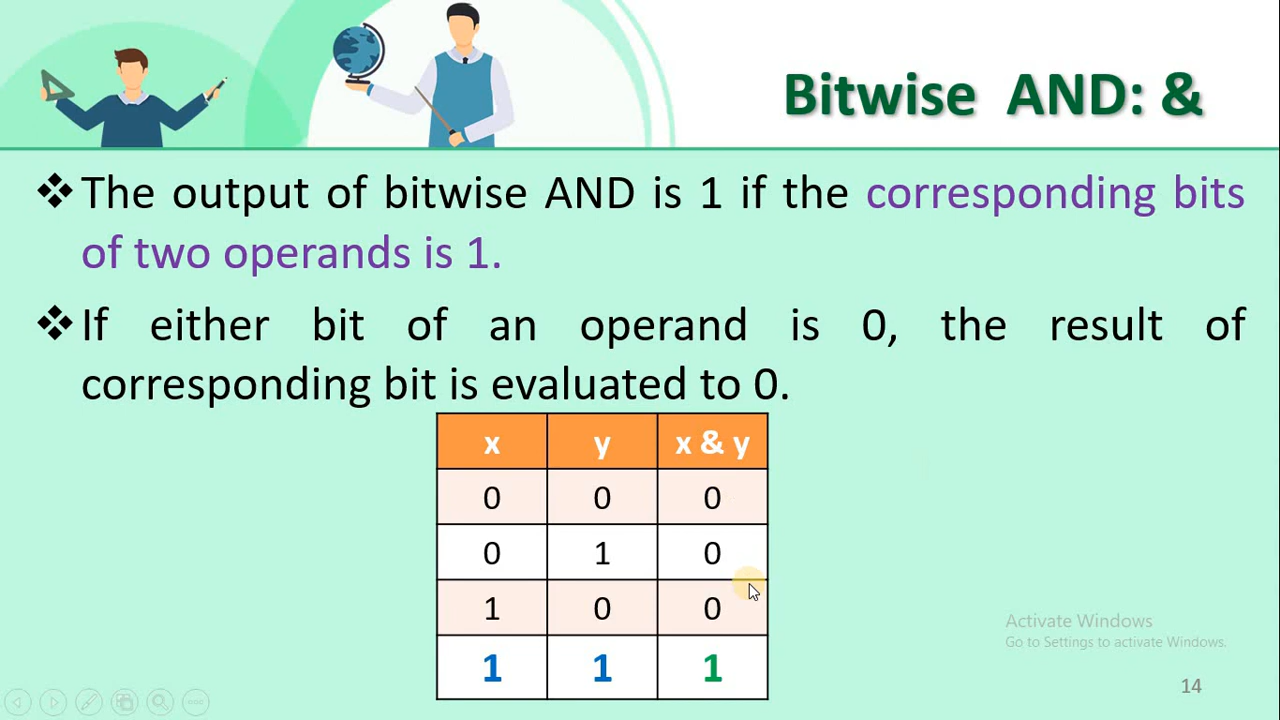 Bitwise AND: &
❖The output of bitwise AND is 1 if the corresponding bits
of two operands is 1.
❖If either bit of an operand is 0, the result of
corresponding bit is evaluated to 0.
x y x & y
0 0 0
0 1 0
1 0 0
1 1 1
Activate Windows
Go to Settings to activate Windows.
14